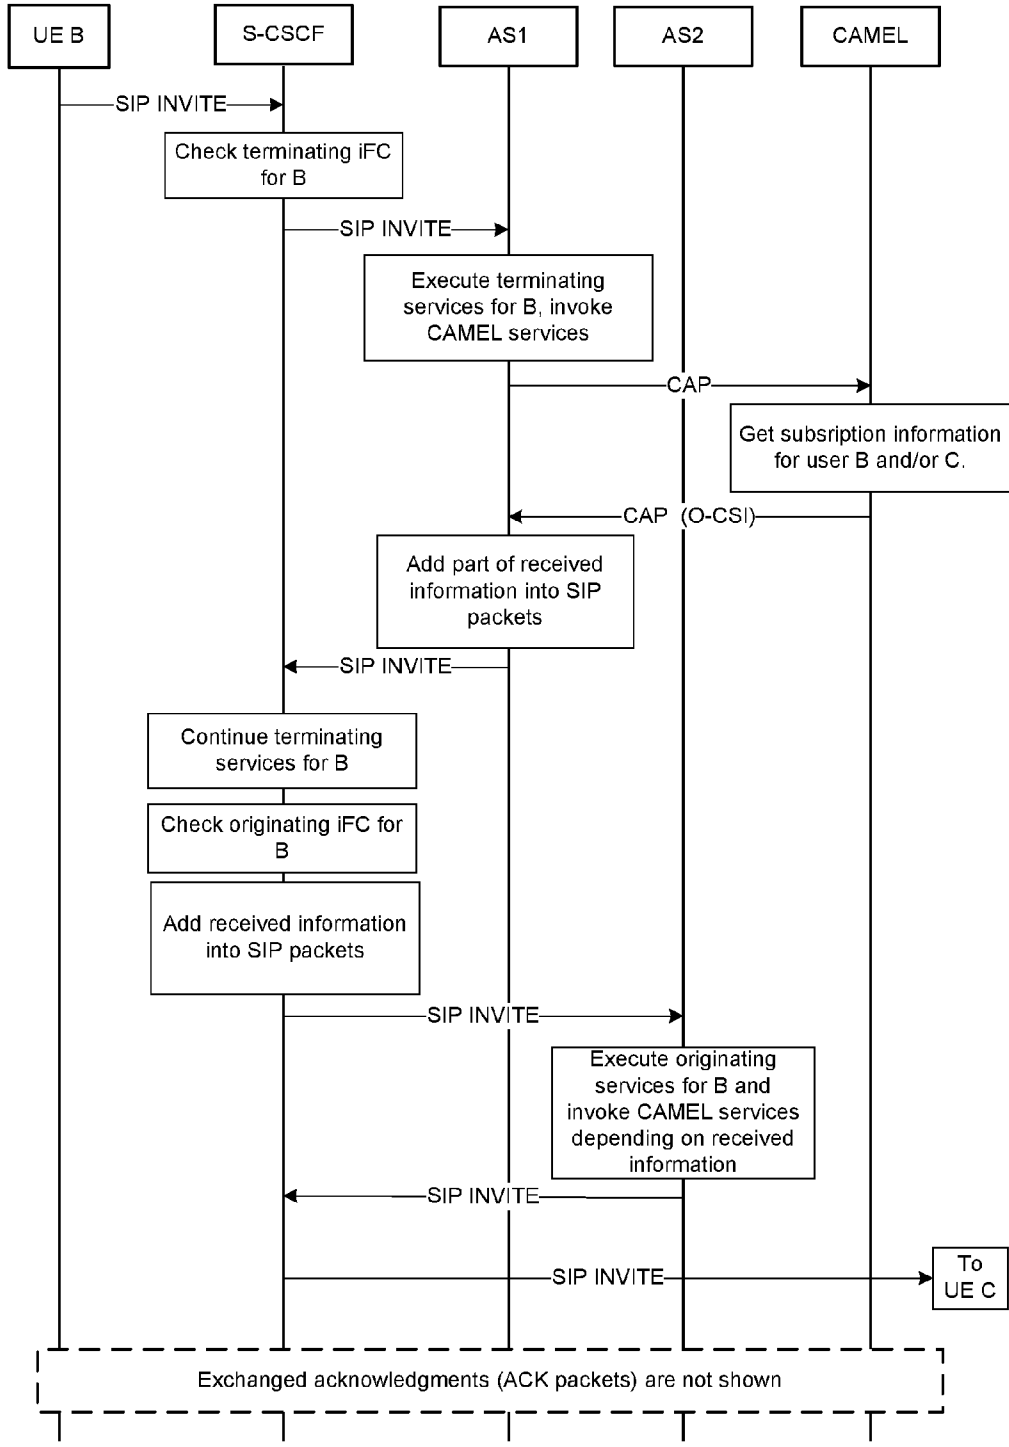 UE B
S-CSCF
AS1
AS2
CAMEL
SIP INVITE
Check terminating iFC
for B
SIP INVITE
Execute terminating
services for B, invoke
CAMEL services
CAP
Get subsription information
for user B and/or C.
CAP (O-CSI)
Add part of received
information into SIP
packets
SIP INVITE
Continue terminating
services for B
Check originating iFC for
B
Add received information
into SIP packets
SIP INVITE
Execute originating
services for B and
invoke CAMEL services
depending on received
information
SIP INVITE
To
UE C
SIP INVITE
Exchanged acknowledgments (ACK packets) are not shown